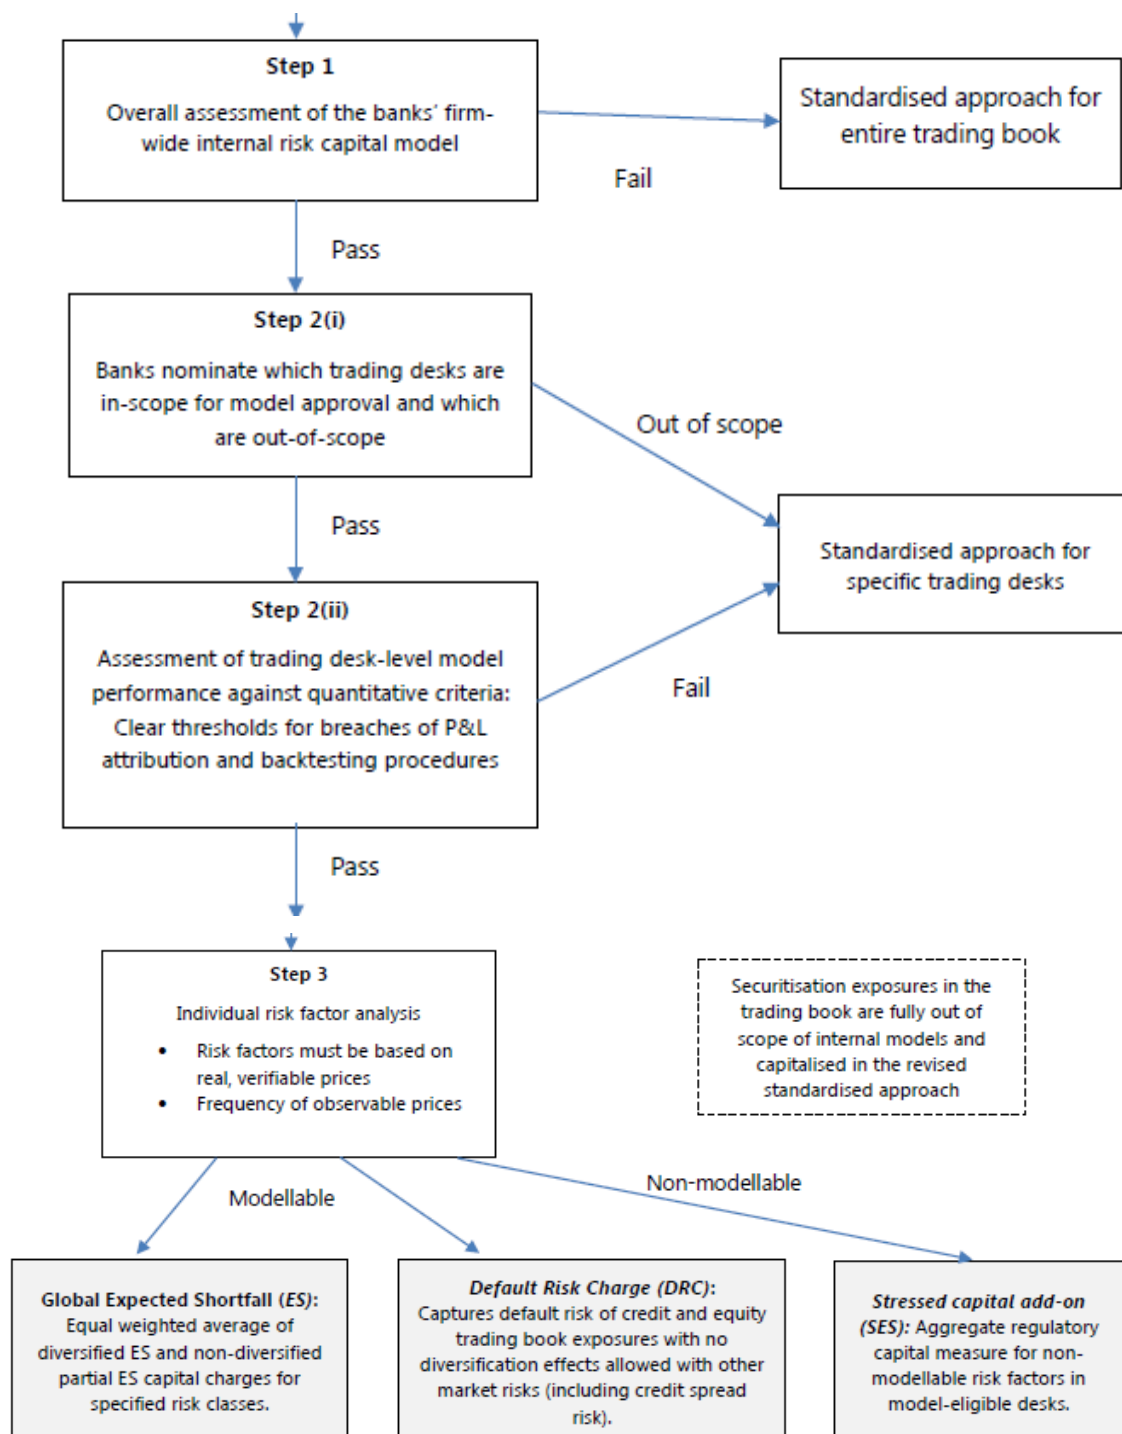 Step 1
Overall assessment of the banks' firm-
wide internal risk capital model
Standardised approach for
entire trading book
Fail
Pass
Step 2(i)
Banks nominate which trading desks are
in-scope for model approval and which
are out-of-scope
Out of scope
Pass
Standardised approach for
specific trading desks
Step 2(ii)
Assessment of trading desk-level model
performance against quantitative criteria:
Clear thresholds for breaches of P&L
attribution and backtesting procedures
Fail
Pass
Step 3
Individual risk factor analysis
• Risk factors must be based on
real, verifiable prices
• Frequency of observable prices
Securitisation exposures in the
trading book are fully out of
scope of internal models and
capitalised in the revised
standardised approach
Modellable
Non-modellable
Global Expected Shortfall (ES):
Equal weighted average of
diversified ES and non-diversified
partial ES capital charges for
specified risk classes.
Default Risk Charge (DRC):
Captures default risk of credit and equity
trading book exposures with no
diversification effects allowed with other
market risks (including credit spread
risk).
Stressed capital add-on
(SES): Aggregate regulatory
capital measure for non-
modellable risk factors in
model-eligible desks.